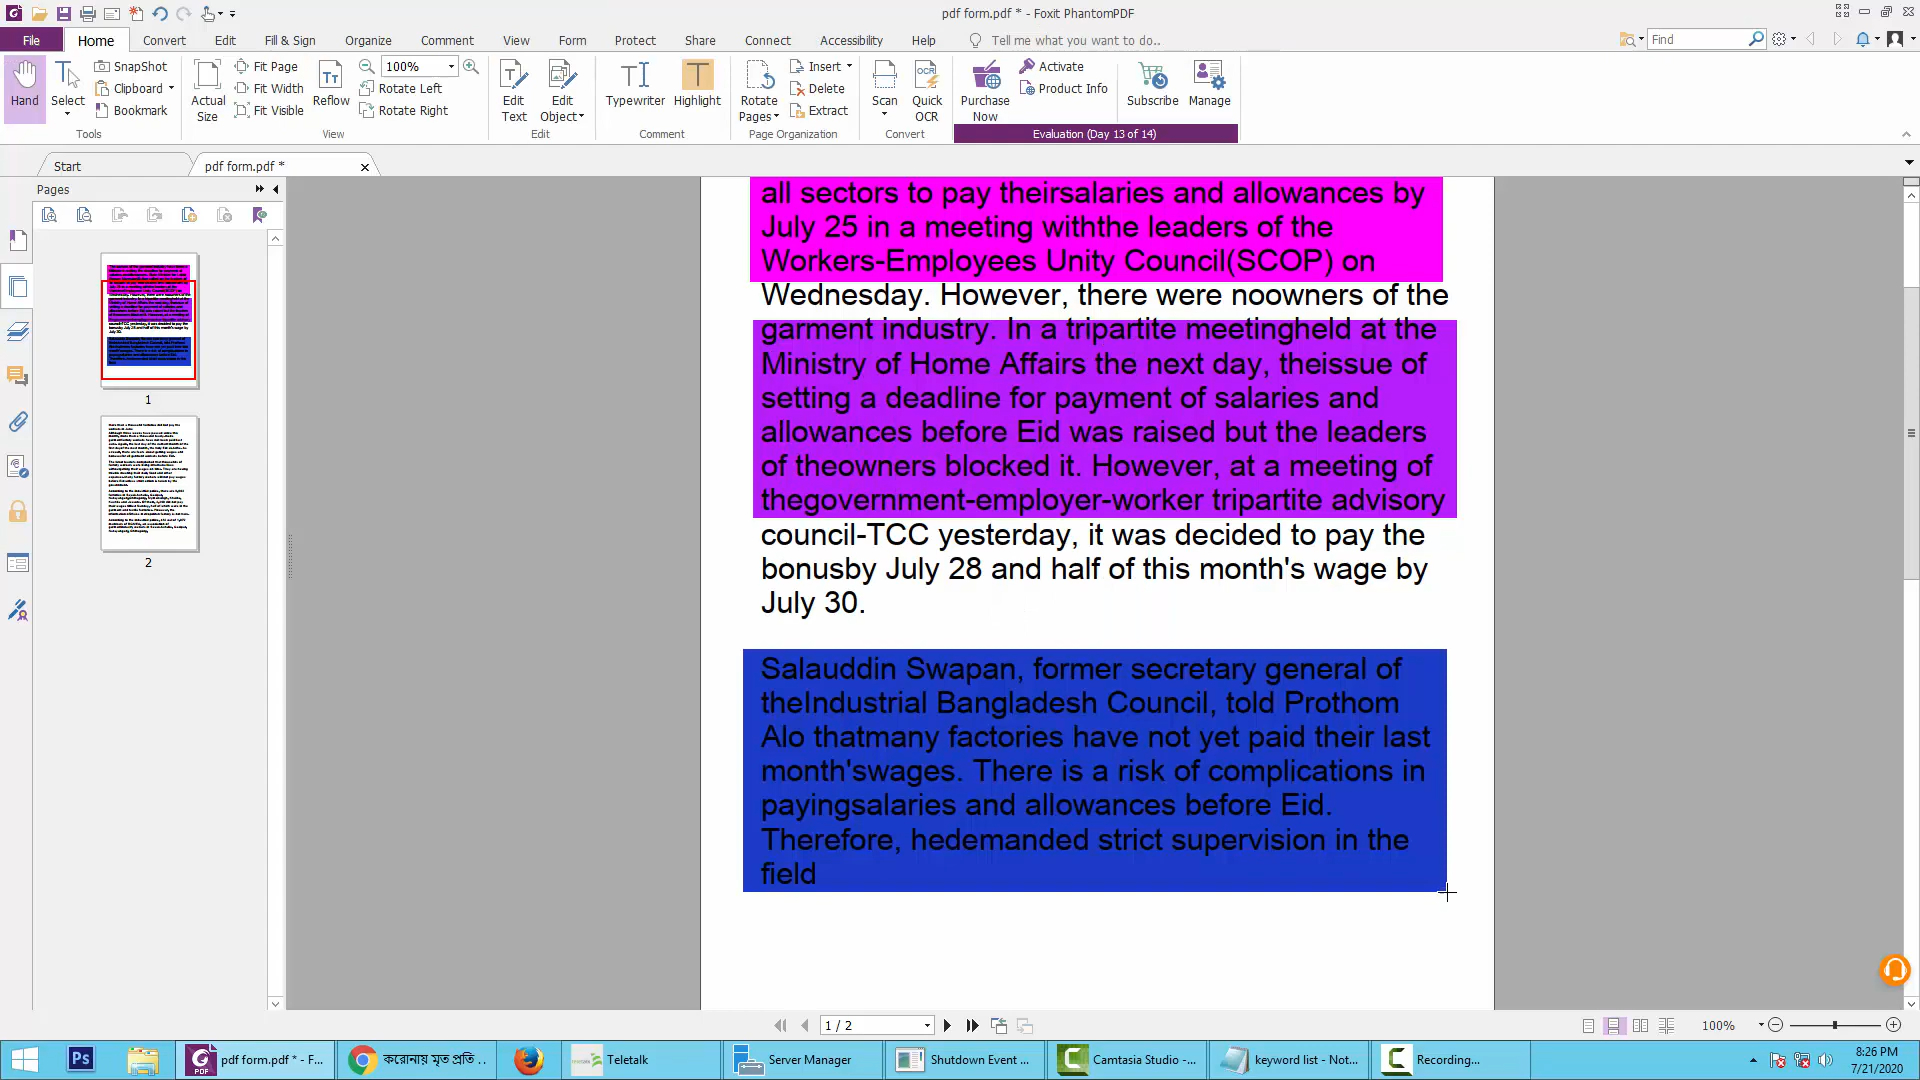 pdf form.pdf * - Foxit PhantomPDF
File Home Convert Edit Fill & Sign Organize Comment View Form Protect Share Connect Accessibility Help Tell me what you want to do.. Find
Hand
Select
SnapShot
Clipboard
Bookmark
Tools
Actual Size
Fit Page
Fit Width
Fit Visible
Reflow
100%
Rotate Left
Rotate Right
View
Edit Text
Edit Object
Edit
Typewriter
Highlight
Comment
Rotate Pages
Insert
Delete
Extract
Page Organization
Scan
Quick OCR
Convert
Purchase Now
Activate
Product Info
Subscribe
Manage
Evaluation (Day 13 of 14)
Start
pdf form.pdf *
Pages
1
2
all sectors to pay theirsalaries and allowances by
July 25 in a meeting withthe leaders of the
Workers-Employees Unity Council(SCOP) on
Wednesday. However, there were noowners of the
garment industry. In a tripartite meetingheld at the
Ministry of Home Affairs the next day, theissue of
setting a deadline for payment of salaries and
allowances before Eid was raised but the leaders
of theowners blocked it. However, at a meeting of
thegovernment-employer-worker tripartite advisory
council-TCC yesterday, it was decided to pay the
bonusby July 28 and half of this month's wage by
July 30.
Salauddin Swapan, former secretary general of
theIndustrial Bangladesh Council, told Prothom
Alo thatmany factories have not yet paid their last
month'swages. There is a risk of complications in
payingsalaries and allowances before Eid.
Therefore, hedemanded strict supervision in the
field
1 / 2
100%
Ps
pdf form.pdf * - F...
করোনায় মৃত প্রতি ..
Teletalk
Server Manager
Shutdown Event ...
Camtasia Studio -...
keyword list - Not...
Recording...
8:26 PM
7/21/2020